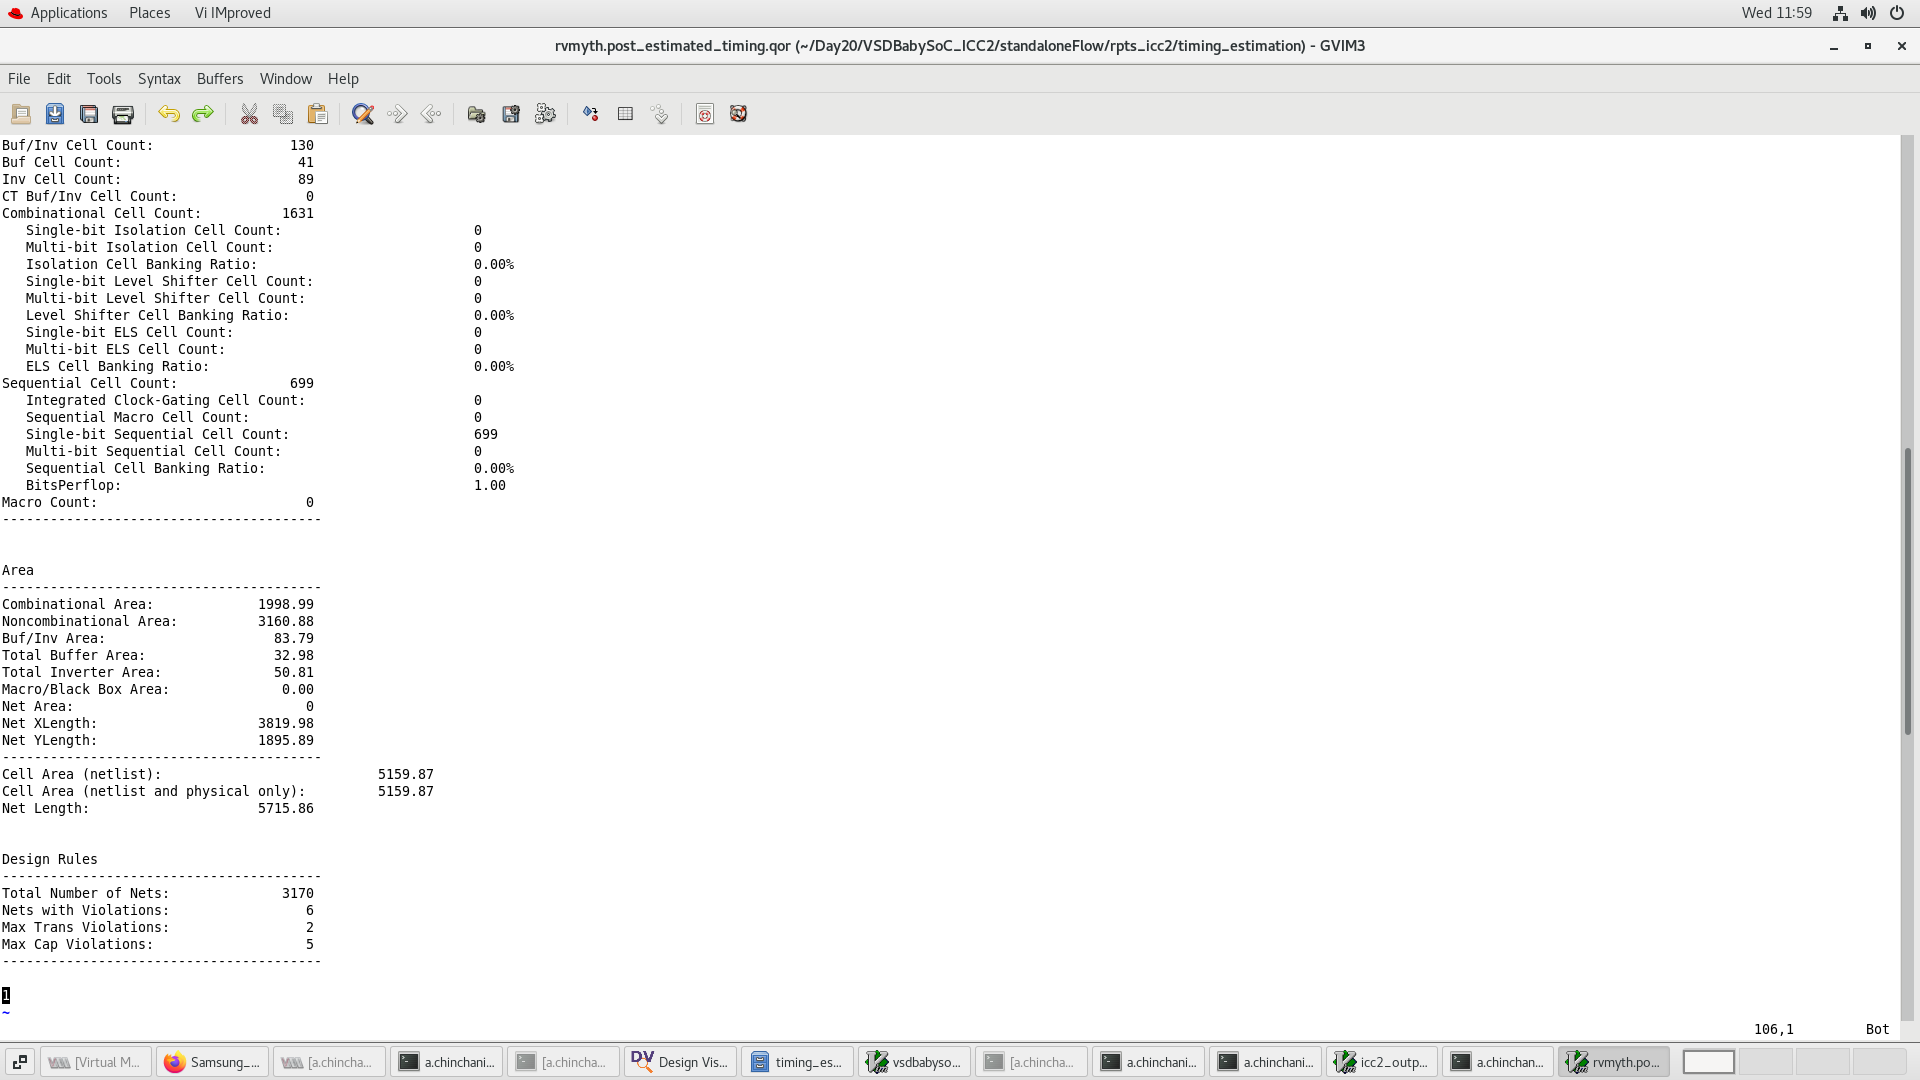 Applications Places Vi IMproved Wed 11:59
rvmyth.post_estimated_timing.qor (~/Day20/VSDBabySoC_ICC2/standaloneFlow/rpts_icc2/timing_estimation) - GVIM3
File Edit Tools Syntax Buffers Window Help
Buf/Inv Cell Count: 130
Buf Cell Count: 41
Inv Cell Count: 89
CT Buf/Inv Cell Count: 0
Combinational Cell Count: 1631
Single-bit Isolation Cell Count: 0
Multi-bit Isolation Cell Count: 0
Isolation Cell Banking Ratio: 0.00%
Single-bit Level Shifter Cell Count: 0
Multi-bit Level Shifter Cell Count: 0
Level Shifter Cell Banking Ratio: 0.00%
Single-bit ELS Cell Count: 0
Multi-bit ELS Cell Count: 0
ELS Cell Banking Ratio: 0.00%
Sequential Cell Count: 699
Integrated Clock-Gating Cell Count: 0
Sequential Macro Cell Count: 0
Single-bit Sequential Cell Count: 699
Multi-bit Sequential Cell Count: 0
Sequential Cell Banking Ratio: 0.00%
BitsPerflop: 1.00
Macro Count: 0
----------------------------------------
Area
----------------------------------------
Combinational Area: 1998.99
Noncombinational Area: 3160.88
Buf/Inv Area: 83.79
Total Buffer Area: 32.98
Total Inverter Area: 50.81
Macro/Black Box Area: 0.00
Net Area: 0
Net XLength: 3819.98
Net YLength: 1895.89
----------------------------------------
Cell Area (netlist): 5159.87
Cell Area (netlist and physical only): 5159.87
Net Length: 5715.86
Design Rules
----------------------------------------
Total Number of Nets: 3170
Nets with Violations: 6
Max Trans Violations: 2
Max Cap Violations: 5
----------------------------------------
1
~
106,1 Bot
[Virtual M... Samsung_... [a.chincha... a.chinchani... [a.chincha... DV Design Vis... timing_es... vsdbabyso... [a.chincha... a.chinchani... a.chinchani... icc2_outp... a.chinchan... rvmyth.po...